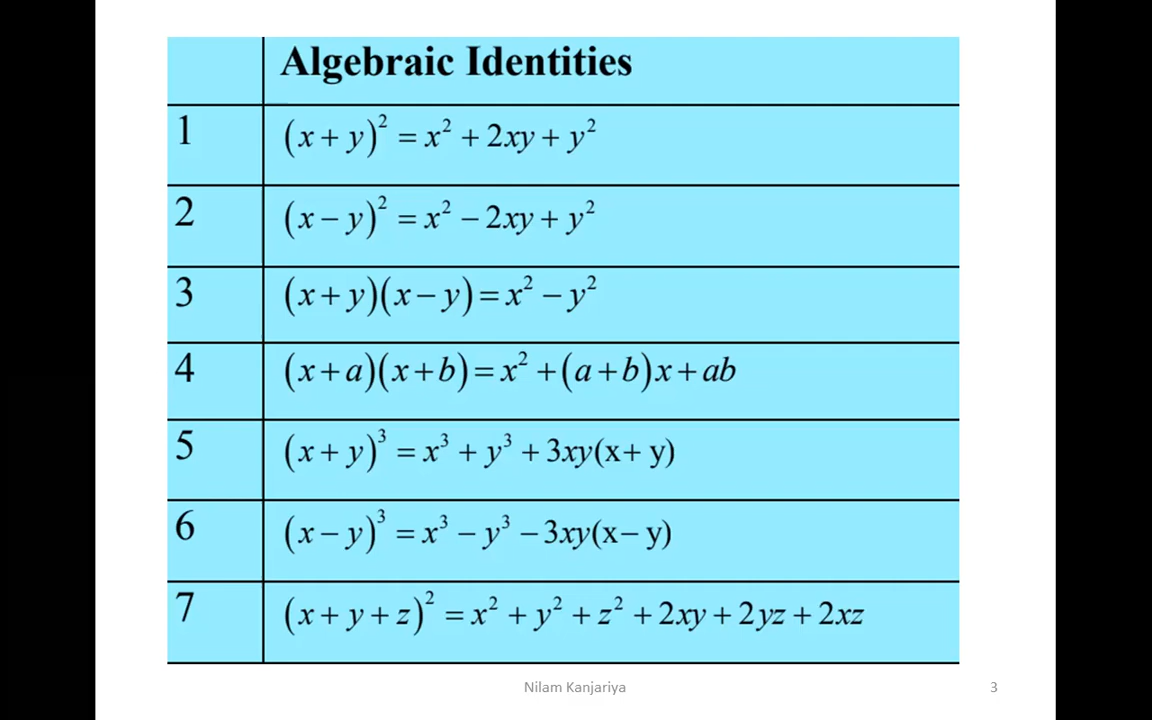 Algebraic Identities
1 (x + y)² = x² + 2xy + y²
2 (x − y)² = x² − 2xy + y²
3 (x + y)(x − y) = x² − y²
4 (x + a)(x + b) = x² + (a + b)x + ab
5 (x + y)³ = x³ + y³ + 3xy(x+ y)
6 (x − y)³ = x³ − y³ − 3xy(x− y)
7 (x + y + z)² = x² + y² + z² + 2xy + 2yz + 2xz
Nilam Kanjariya 3